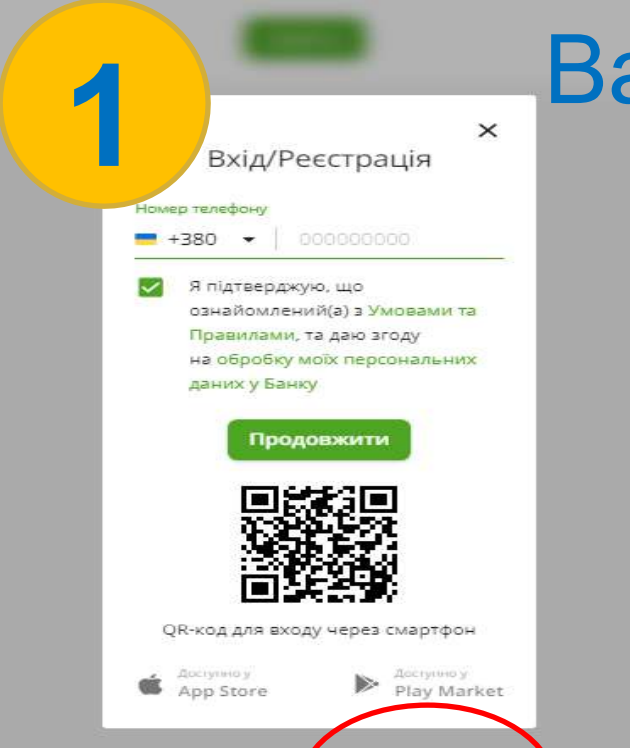 1
Ва
Вхід/Реєстрація
Номер телефону
+380 000000000
Я підтверджую, що
ознайомлений(а) з Умовами та
Правилами, та даю згоду
на обробку моїх персональних
даних у Банку
Продовжити
QR-код для входу через смартфон
Доступно у
App Store
Доступно у
Play Market